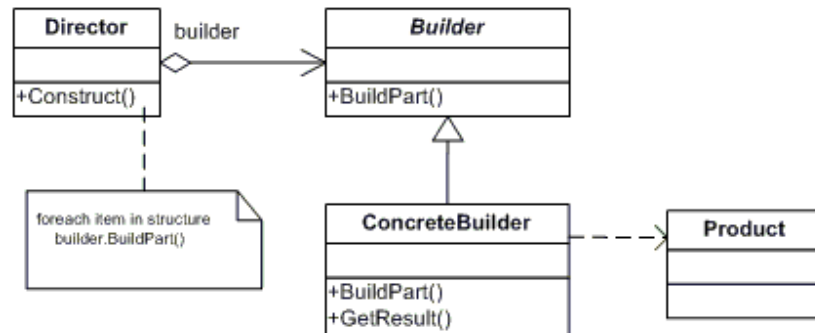 Director
builder
Builder
+Construct()
+BuildPart()
foreach item in structure
builder.BuildPart()
ConcreteBuilder
Product
+BuildPart()
+GetResult()